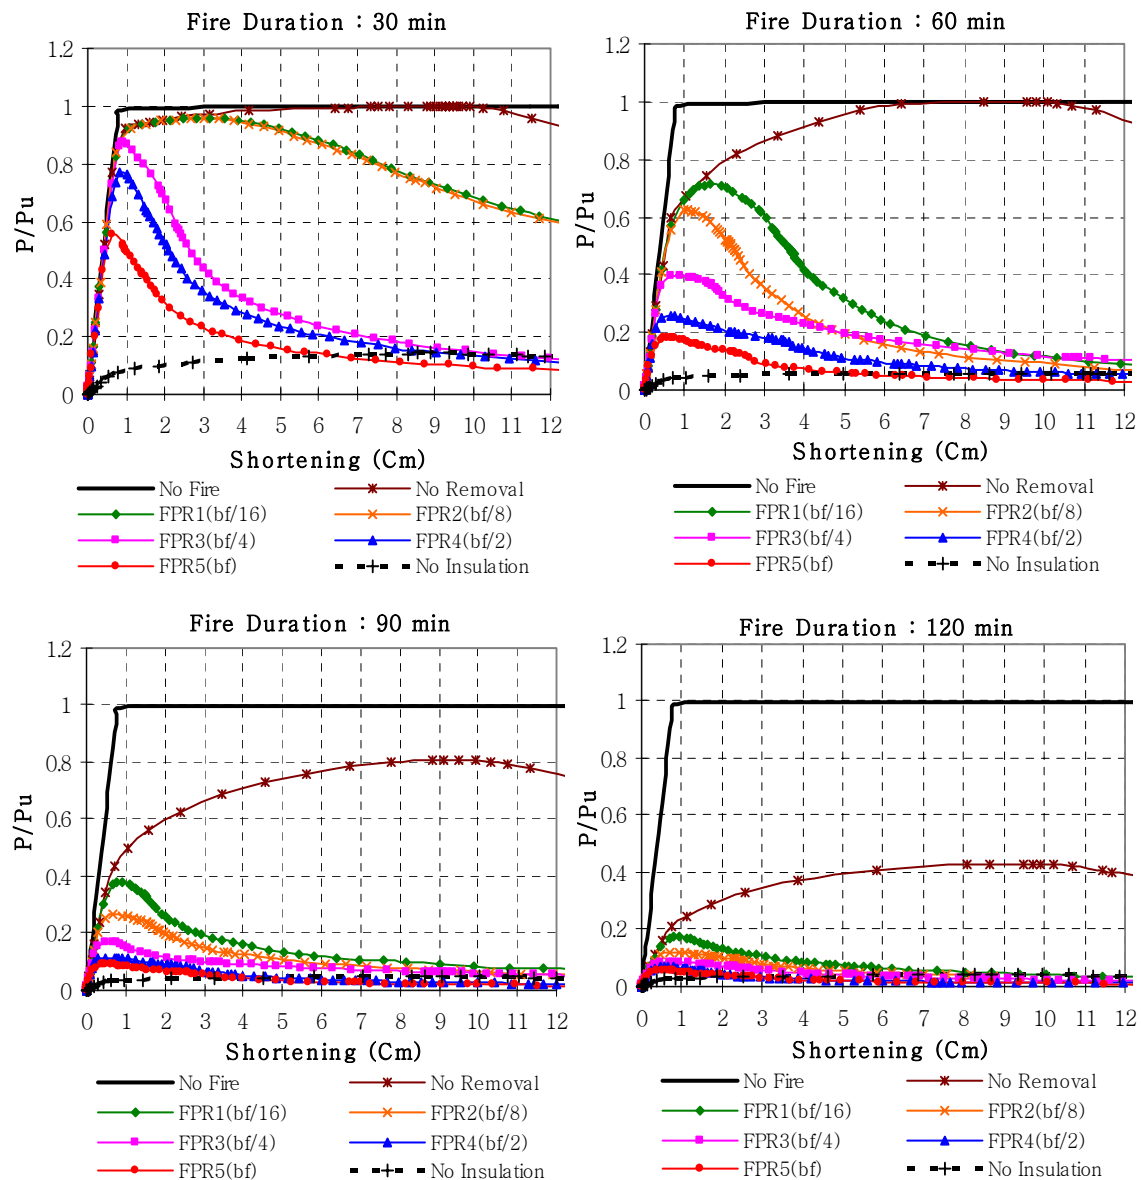 Fire Duration : 30 min
1.2
1
0.8
0.6
0.4
0.2
0
P/Pu
0 1 2 3 4 5 6 7 8 9 10 11 12
Shortening (Cm)
No Fire No Removal
FPR1(bf/16) FPR2(bf/8)
FPR3(bf/4) FPR4(bf/2)
FPR5(bf) No Insulation
Fire Duration : 60 min
1.2
1
0.8
0.6
0.4
0.2
0
P/Pu
0 1 2 3 4 5 6 7 8 9 10 11 12
Shortening (Cm)
No Fire No Removal
FPR1(bf/16) FPR2(bf/8)
FPR3(bf/4) FPR4(bf/2)
FPR5(bf) No Insulation
Fire Duration : 90 min
1.2
1
0.8
0.6
0.4
0.2
0
P/Pu
0 1 2 3 4 5 6 7 8 9 10 11 12
Shortening (Cm)
No Fire No Removal
FPR1(bf/16) FPR2(bf/8)
FPR3(bf/4) FPR4(bf/2)
FPR5(bf) No Insulation
Fire Duration : 120 min
1.2
1
0.8
0.6
0.4
0.2
0
P/Pu
0 1 2 3 4 5 6 7 8 9 10 11 12
Shortening (Cm)
No Fire No Removal
FPR1(bf/16) FPR2(bf/8)
FPR3(bf/4) FPR4(bf/2)
FPR5(bf) No Insulation